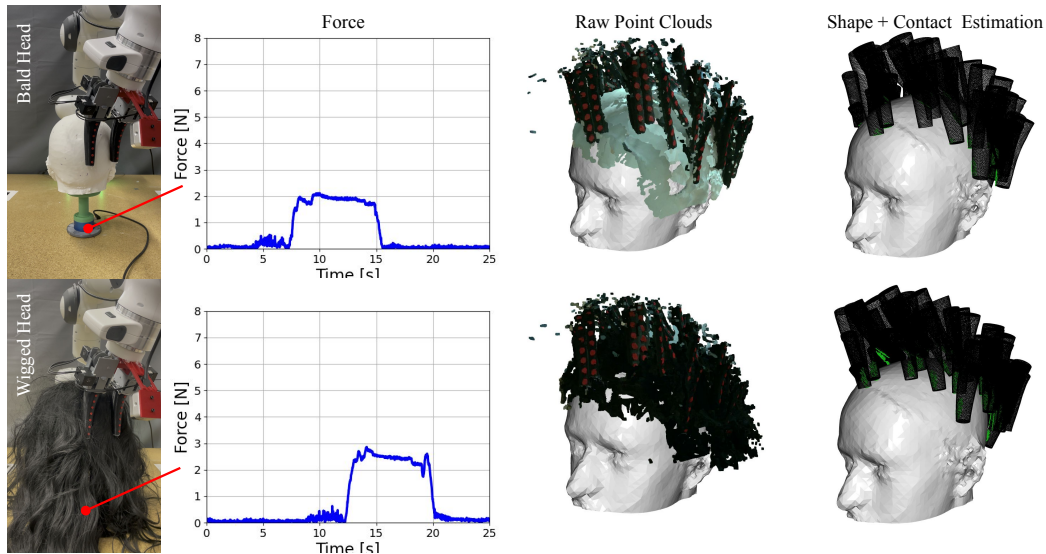 Force
Raw Point Clouds
Shape + Contact Estimation
Bald Head
Force [N]
8
7
6
5
4
3
2
1
0
0 5 10 15 20 25
Time [s]
Wigged Head
Force [N]
8
7
6
5
4
3
2
1
0
0 5 10 15 20 25
Time [s]